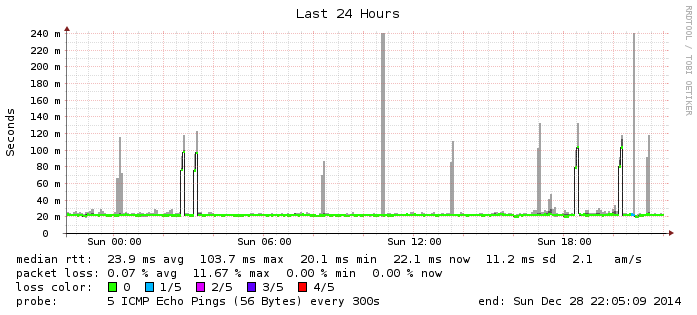 Last 24 Hours
RRDTOOL / TOBI OETIKER
Seconds
240 m
220 m
200 m
180 m
160 m
140 m
120 m
100 m
80 m
60 m
40 m
20 m
0
Sun 00:00 Sun 06:00 Sun 12:00 Sun 18:00
median rtt: 23.9 ms avg 103.7 ms max 20.1 ms min 22.1 ms now 11.2 ms sd 2.1 am/s
packet loss: 0.07 % avg 11.67 % max 0.00 % min 0.00 % now
loss color: 0 1/5 2/5 3/5 4/5
probe: 5 ICMP Echo Pings (56 Bytes) every 300s end: Sun Dec 28 22:05:09 2014